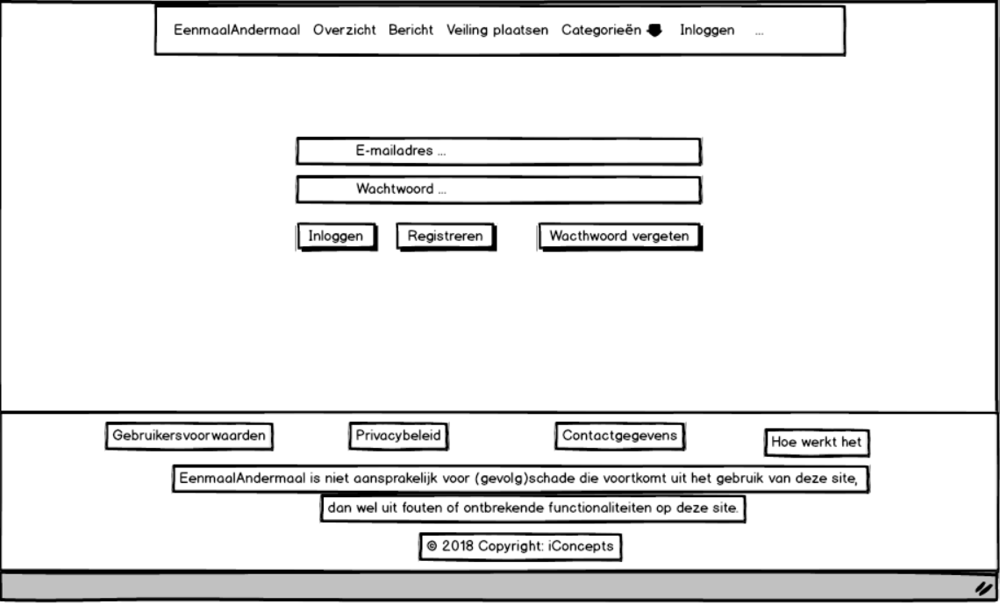 EenmaalAndermaal Overzicht Bericht Veiling plaatsen Categorieën Inloggen ...
E-mailadres ...
Wachtwoord ...
Inloggen Registreren Wacthwoord vergeten
Gebruikersvoorwaarden Privacybeleid Contactgegevens Hoe werkt het
EenmaalAndermaal is niet aansprakelijk voor (gevolg)schade die voortkomt uit het gebruik van deze site,
dan wel uit fouten of ontbrekende functionaliteiten op deze site.
© 2018 Copyright: iConcepts